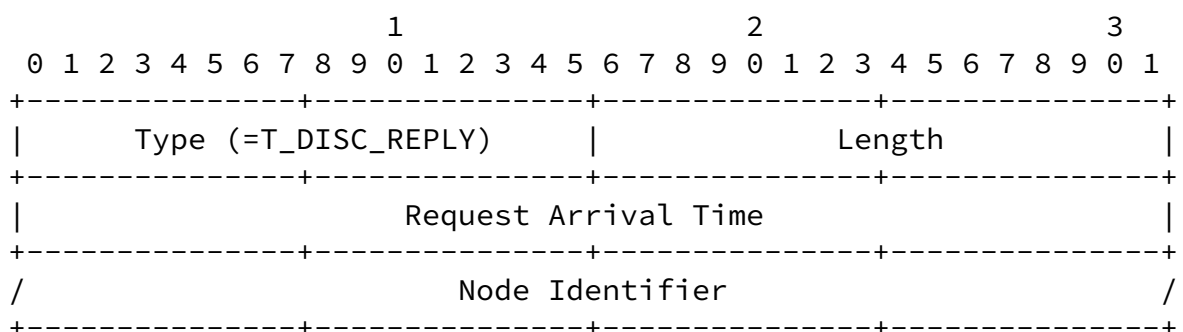 1                   2                   3
 0 1 2 3 4 5 6 7 8 9 0 1 2 3 4 5 6 7 8 9 0 1 2 3 4 5 6 7 8 9 0 1
+---------------+---------------+---------------+---------------+
|      Type (=T_DISC_REPLY)     |             Length            |
+---------------+---------------+---------------+---------------+
|                     Request Arrival Time                      |
+---------------+---------------+---------------+---------------+
/                        Node Identifier                        /
+---------------+---------------+---------------+---------------+